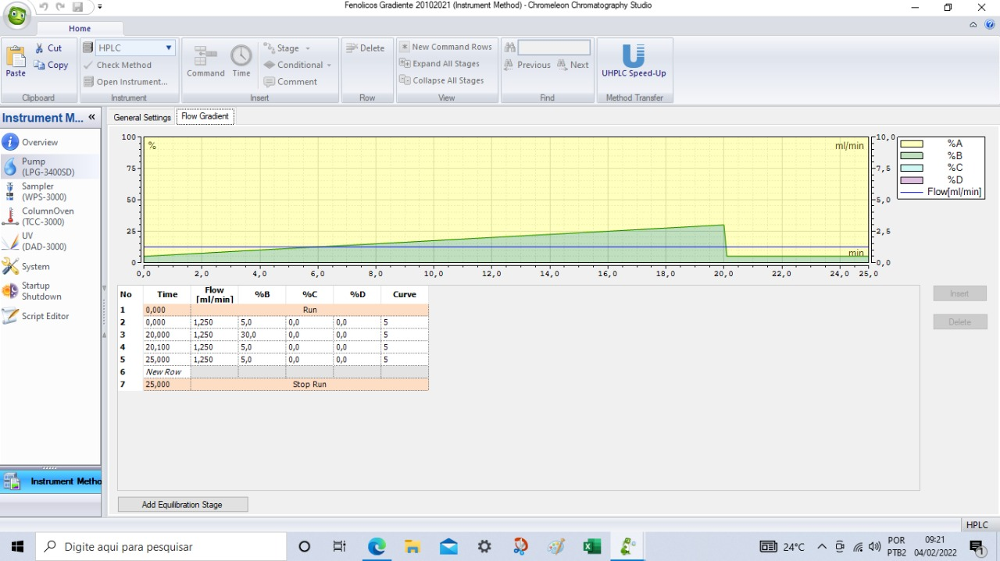 Fenolicos Gradiente 20102021 (Instrument Method) - Chromeleon Chromatography Studio
Home
Paste
Cut
Copy
Clipboard
HPLC
Check Method
Open Instrument...
Instrument
Command
Time
Stage
Conditional
Comment
Insert
Delete
Row
New Command Rows
Expand All Stages
Collapse All Stages
View
Previous
Next
Find
UHPLC Speed-Up
Method Transfer
Instrument M...
Overview
Pump
(LPG-3400SD)
Sampler
(WPS-3000)
ColumnOven
(TCC-3000)
UV
(DAD-3000)
System
Startup
Shutdown
Script Editor
Instrument Metho
General Settings
Flow Gradient
%
ml/min
min
100
75
50
25
0
10,0
7,5
5,0
2,5
0,0
0,0 2,0 4,0 6,0 8,0 10,0 12,0 14,0 16,0 18,0 20,0 22,0 24,0 25,0
%A
%B
%C
%D
Flow[ml/min]
No Time Flow [ml/min] %B %C %D Curve
1 0,000 Run
2 0,000 1,250 5,0 0,0 0,0 5
3 20,000 1,250 30,0 0,0 0,0 5
4 20,100 1,250 5,0 0,0 0,0 5
5 25,000 1,250 5,0 0,0 0,0 5
6 New Row
7 25,000 Stop Run
Insert
Delete
Add Equilibration Stage
HPLC
Digite aqui para pesquisar
24°C
POR
PTB2
09:21
04/02/2022
1